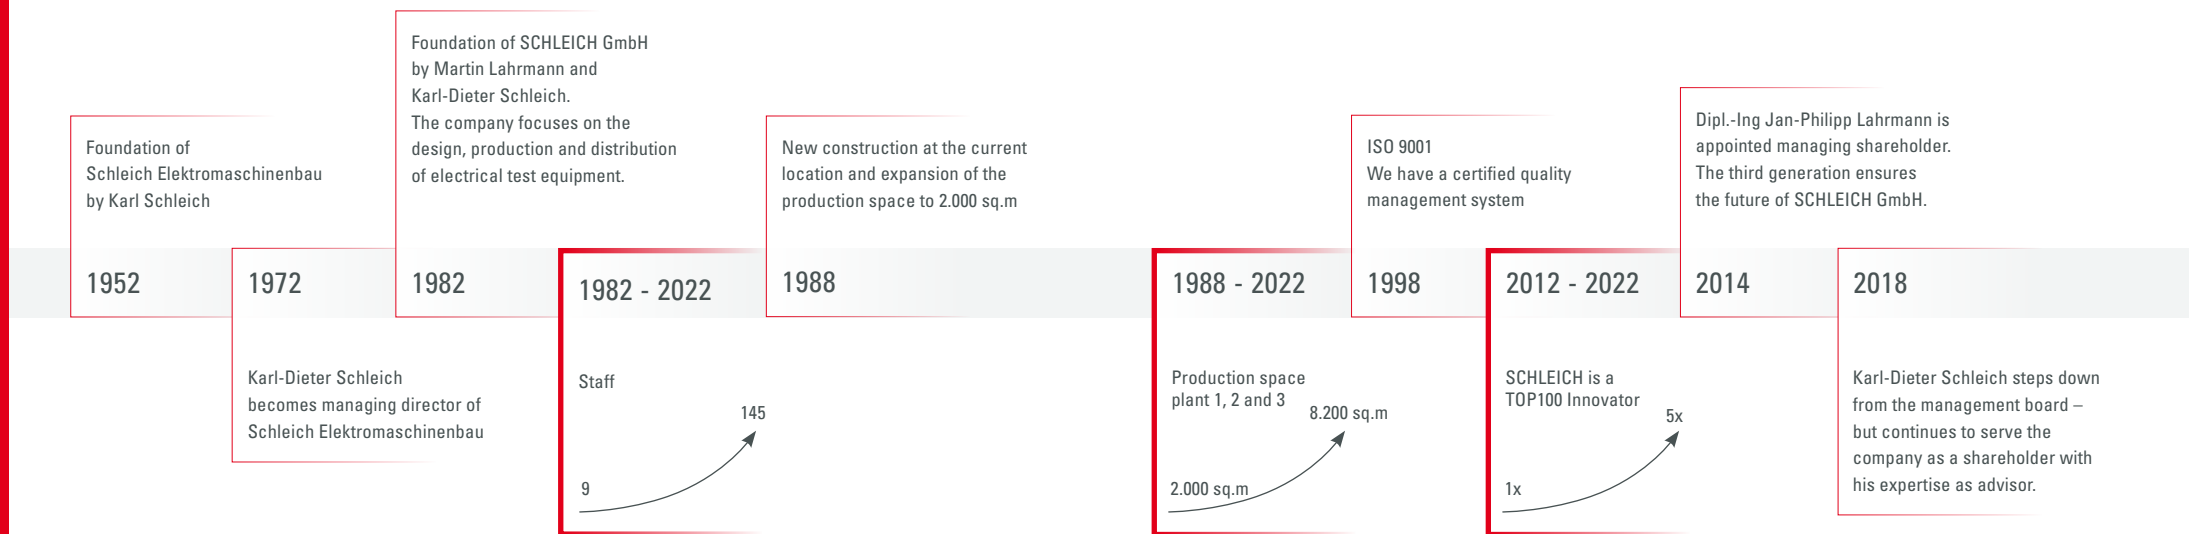 1952
Foundation of
Schleich Elektromaschinenbau
by Karl Schleich
1972
Karl-Dieter Schleich
becomes managing director of
Schleich Elektromaschinenbau
1982
Foundation of SCHLEICH GmbH
by Martin Lahrmann and
Karl-Dieter Schleich.
The company focuses on the
design, production and distribution
of electrical test equipment.
1982 - 2022
Staff
145
9
1988
New construction at the current
location and expansion of the
production space to 2.000 sq.m
1988 - 2022
Production space
plant 1, 2 and 3
8.200 sq.m
2.000 sq.m
1998
ISO 9001
We have a certified quality
management system
2012 - 2022
SCHLEICH is a
TOP100 Innovator
5x
1x
2014
Dipl.-Ing Jan-Philipp Lahrmann is
appointed managing shareholder.
The third generation ensures
the future of SCHLEICH GmbH.
2018
Karl-Dieter Schleich steps down
from the management board –
but continues to serve the
company as a shareholder with
his expertise as advisor.